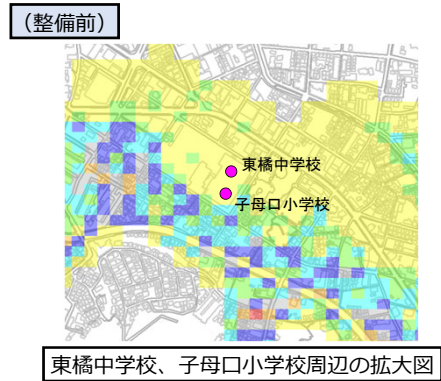 （整備前）
東橘中学校
子母口小学校
東橘中学校、子母口小学校周辺の拡大図